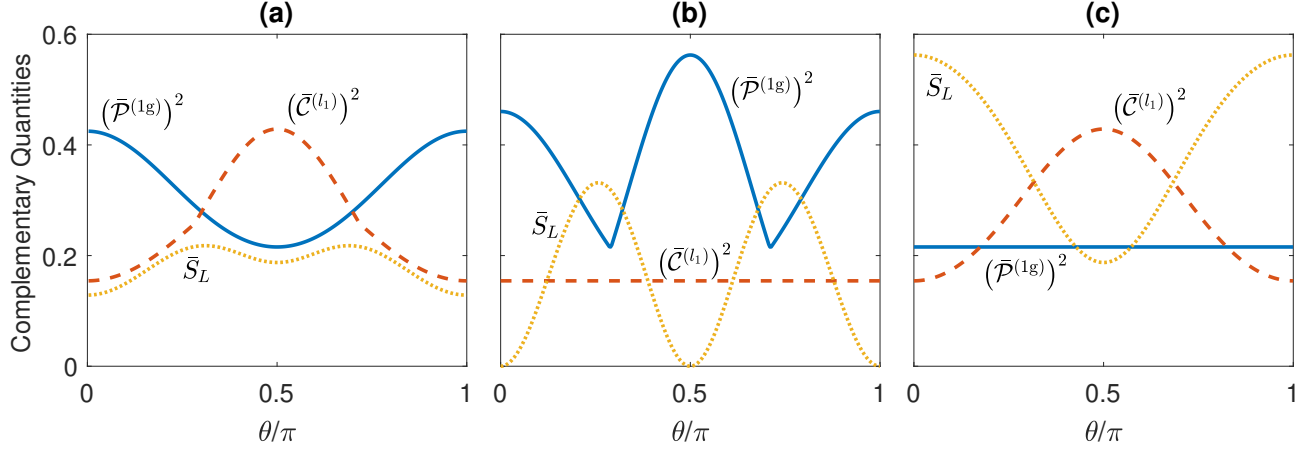 (a)
(b)
(c)
Complementary Quantities
0.6
0.4
0.2
0
(P̄^(1g))^2
(C̄^(l₁))^2
S̄_L
0
0.5
1
θ/π
(P̄^(1g))^2
S̄_L
(C̄^(l₁))^2
0
0.5
1
θ/π
S̄_L
(C̄^(l₁))^2
(P̄^(1g))^2
0
0.5
1
θ/π